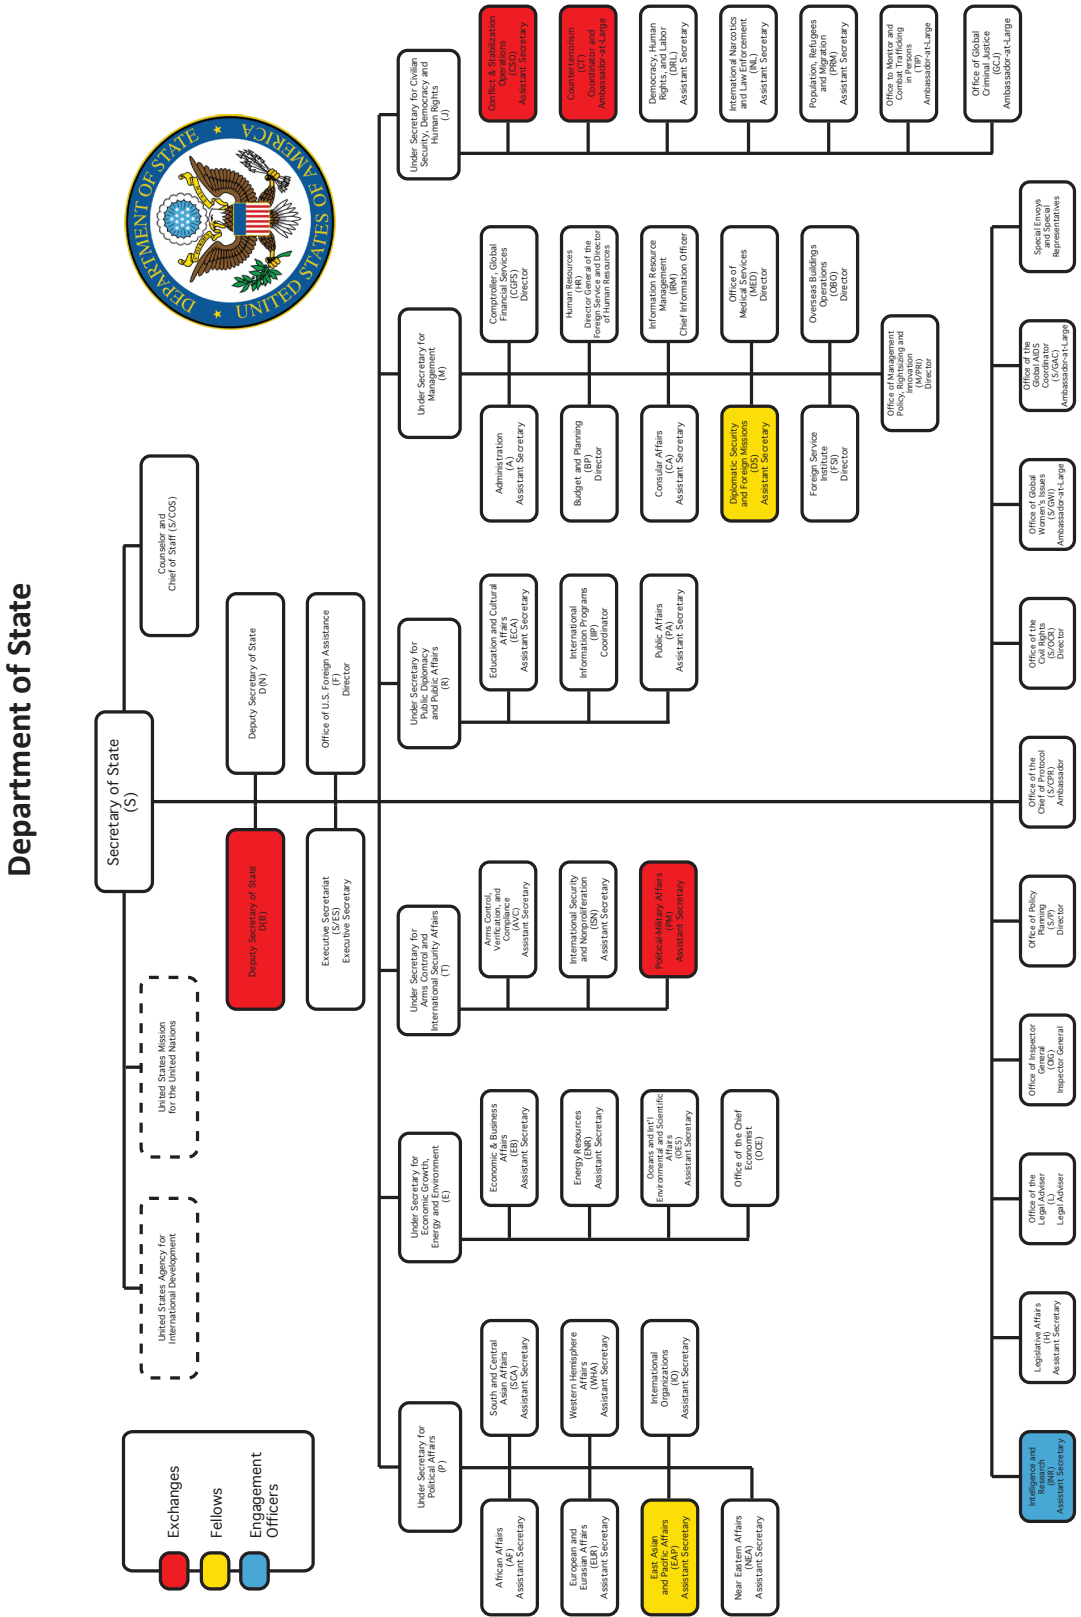 Department of State
DEPARTMENT OF STATE
UNITED STATES OF AMERICA
Exchanges
Fellows
Engagement
Officers
Secretary of State
(S)
United States Agency for
International Development
United States Mission
for the United Nations
Counselor and
Chief of Staff (S/COS)
Deputy Secretary of State
D(B)
Deputy Secretary of State
D(N)
Executive Secretariat
(S/ES)
Executive Secretary
Office of U.S. Foreign Assistance
(F)
Director
Under Secretary for
Political Affairs
(P)
African Affairs
(AF)
Assistant Secretary
South and Central
Asian Affairs
(SCA)
Assistant Secretary
European and
Eurasian Affairs
(EUR)
Assistant Secretary
Western Hemisphere
Affairs
(WHA)
Assistant Secretary
East Asian
and Pacific Affairs
(EAP)
Assistant Secretary
International
Organizations
(IO)
Assistant Secretary
Near Eastern Affairs
(NEA)
Assistant Secretary
Under Secretary for
Economic Growth,
Energy and Environment
(E)
Economic & Business
Affairs
(EB)
Assistant Secretary
Energy Resources
(ENR)
Assistant Secretary
Oceans and Int'l
Environmental and Scientific
Affairs
(OES)
Assistant Secretary
Office of the Chief
Economist
(OCE)
Under Secretary for
Arms Control and
International Security Affairs
(T)
Arms Control,
Verification, and
Compliance
(AVC)
Assistant Secretary
International Security
and Nonproliferation
(ISN)
Assistant Secretary
Political-Military Affairs
(PM)
Assistant Secretary
Under Secretary for
Public Diplomacy
and Public Affairs
(R)
Education and Cultural
Affairs
(ECA)
Assistant Secretary
International
Information Programs
(IIP)
Coordinator
Public Affairs
(PA)
Assistant Secretary
Under Secretary for
Management
(M)
Administration
(A)
Assistant Secretary
Comptroller, Global
Financial Services
(CGFS)
Director
Budget and Planning
(BP)
Director
Human Resources
(HR)
Director General of the
Foreign Service and Director
of Human Resources
Consular Affairs
(CA)
Assistant Secretary
Information Resource
Management
(IRM)
Chief Information Officer
Diplomatic Security
and Foreign Missions
(DS)
Assistant Secretary
Office of
Medical Services
(MED)
Director
Foreign Service
Institute
(FSI)
Director
Overseas Buildings
Operations
(OBO)
Director
Office of Management
Policy, Rightsizing and
Innovation
(M/PRI)
Director
Under Secretary for Civilian
Security, Democracy and
Human Rights
(J)
Conflict & Stabilization
Operations
(CSO)
Assistant Secretary
Counterterrorism
(CT)
Coordinator and
Ambassador-at-Large
Democracy, Human
Rights, and Labor
(DRL)
Assistant Secretary
International Narcotics
and Law Enforcement
(INL)
Assistant Secretary
Population, Refugees
and Migration
(PRM)
Assistant Secretary
Office to Monitor and
Combat Trafficking
in Persons
(TIP)
Ambassador-at-Large
Office of Global
Criminal Justice
(GCJ)
Ambassador-at-Large
Intelligence and
Research
(INR)
Assistant Secretary
Legislative Affairs
(H)
Assistant Secretary
Office of the
Legal Adviser
(L)
Legal Adviser
Office of Inspector
General
(OIG)
Inspector General
Office of Policy
Planning
(S/P)
Director
Office of the
Chief of Protocol
(S/CPR)
Ambassador
Office of the
Civil Rights
(S/OCR)
Director
Office of Global
Women's Issues
(S/GWI)
Ambassador-at-Large
Office of the
Global AIDS
Coordinator
(S/GAC)
Ambassador-at-Large
Special Envoys
and Special
Representatives